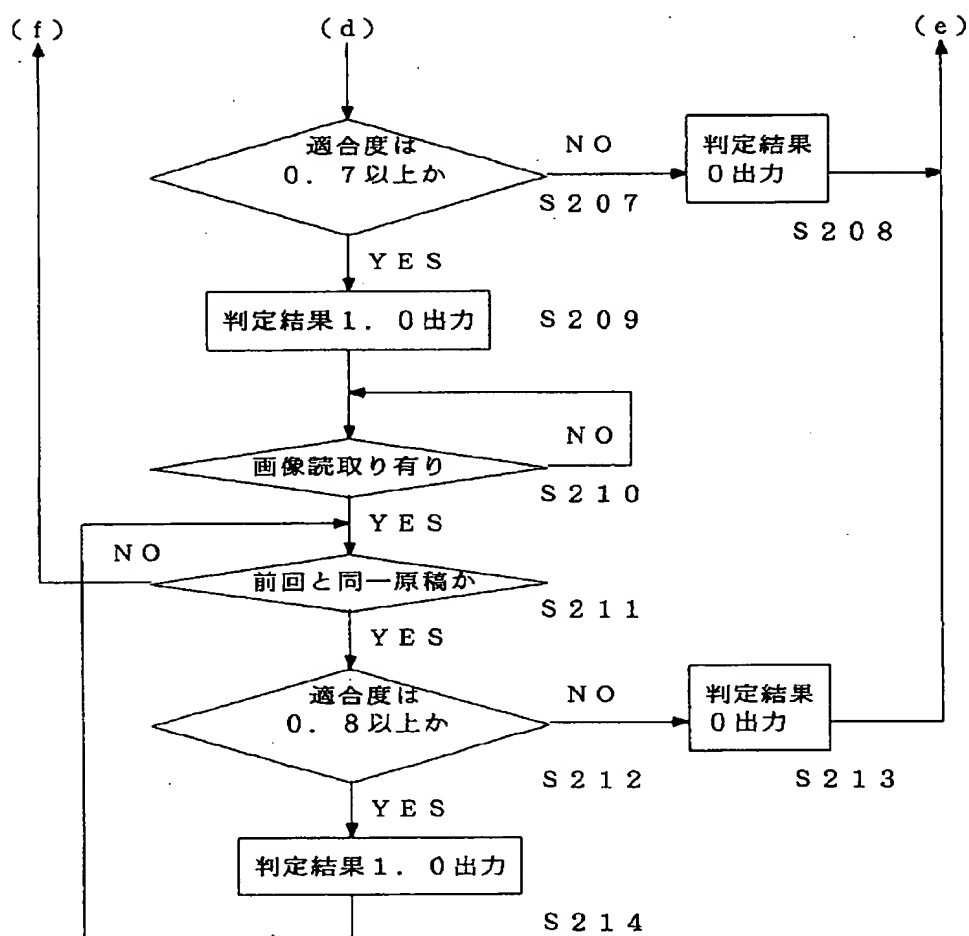 (f)
(d)
(e)
適合度は
0.7以上か
NO
S207
判定結果
0出力
S208
YES
判定結果1.0出力
S209
NO
画像読取り有り
S210
YES
NO
前回と同一原稿か
S211
YES
適合度は
0.8以上か
NO
S212
判定結果
0出力
S213
YES
判定結果1.0出力
S214